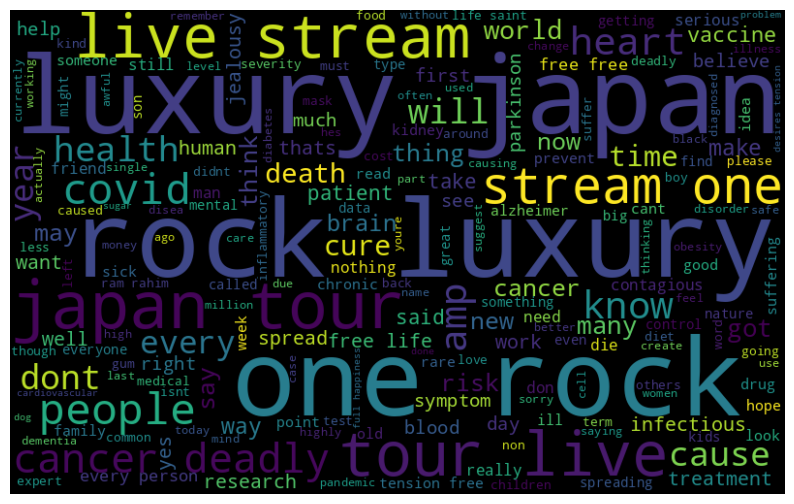 remember food without life saint problem
kind live stream world getting serious vaccine
help someone jealousy heart change illness
working currently still level severity must type first free free deadly believe
luxury japan
might awful son mask often used around suffer diagnosed desires tension
year actually health human much diabetes hes will kidney parkinson now idea
thats cost causing prevent black find please
friend single didnt think thing time make
covid death read patient take part stream one
caused man mental inflammatory data see alzheimer big cant boy disorder safe
may less sugar disea brain youre great suggest thinking
rock luxury
want money ago care cure nothing obesity good suffering
sick chronic cancer contagious
ram rahim called due back name something feel nature
left million said new need better control
japan tour amp know
well though everyone every week spread free life many diet word got
high gum right work even die create going use
dont last medical isnt say case rare love don others drug
cardiovascular done one rock cell women hope
people dog way full happiness risk symptom sorry infectious
family common today point test ill term saying kids look
dementia yes mind highly old blood day non
cancer deadly tour live cause
expert every person research pandemic tension free children really spreading treatment